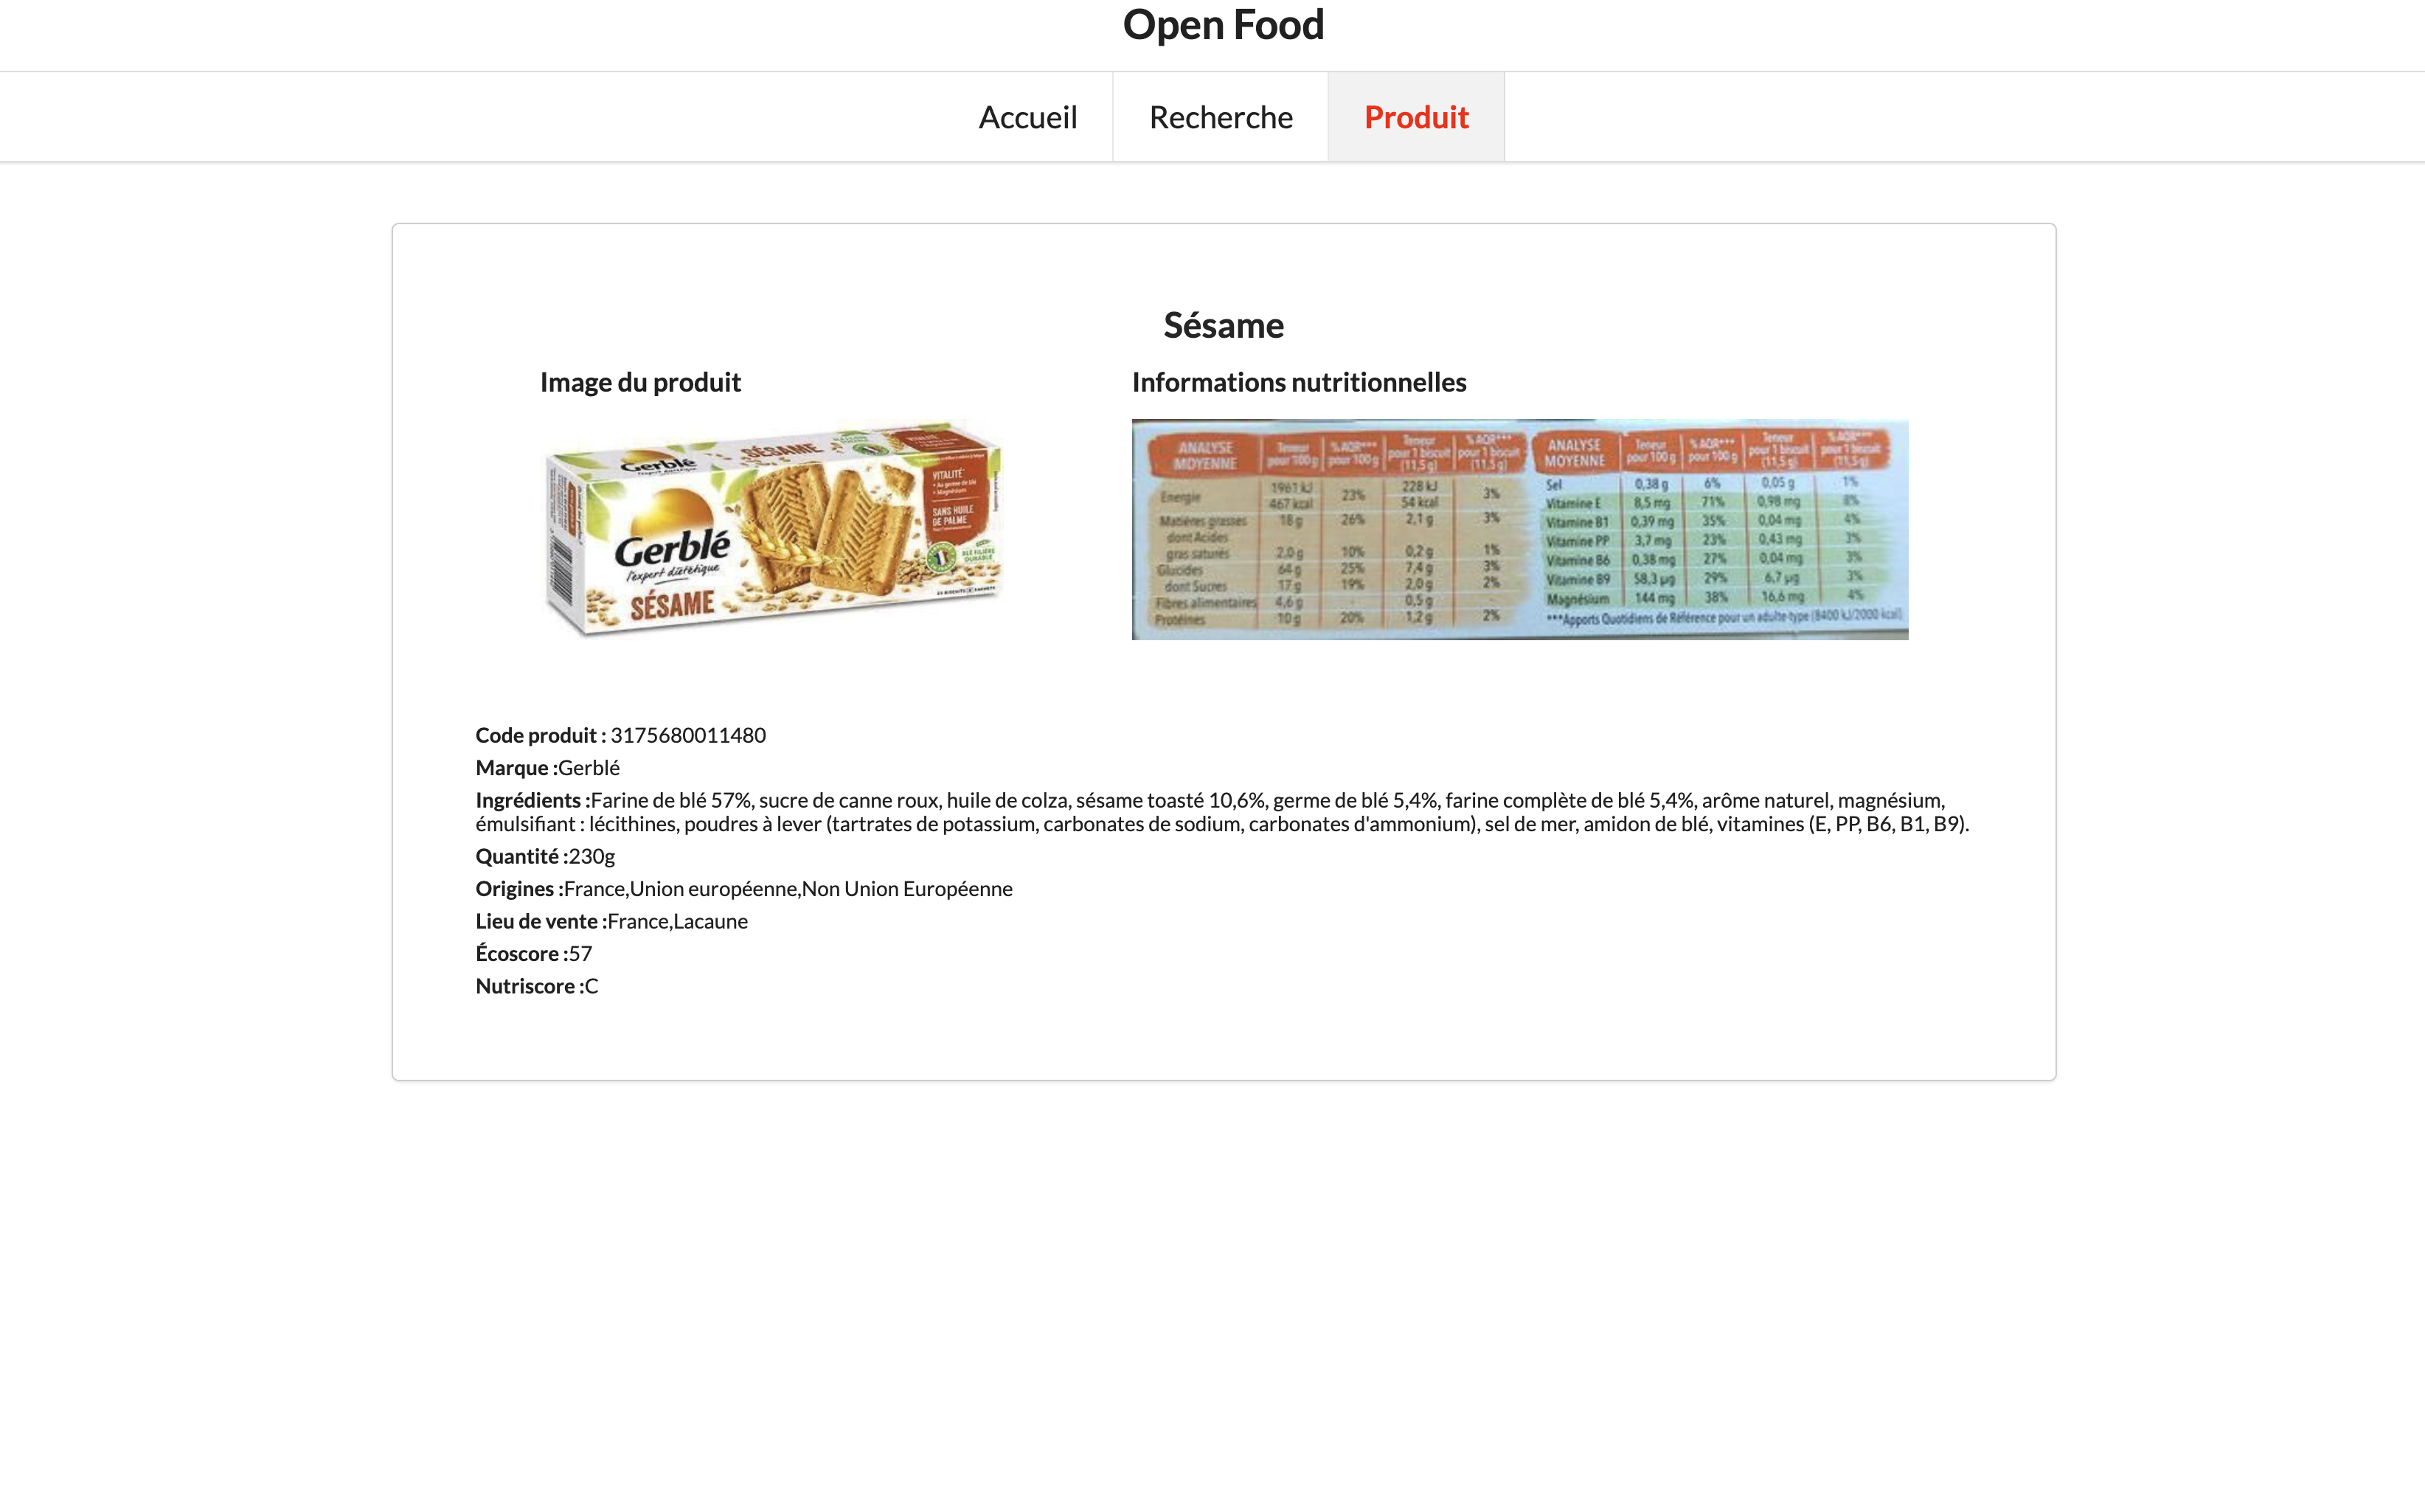 Open Food
Accueil
Recherche
Produit
Sésame
Image du produit
Informations nutritionnelles
Gerblé
SÉSAME
VITALITÉ
• Au germe de blé
• Magnésium
SANS HUILE
DE PALME
Gerblé
l'expert diététique
BLÉ FILIÈRE
DURABLE
SÉSAME
ANALYSE MOYENNE Teneur pour 100 g %AQR*** pour 100 g Teneur pour 1 biscuit (11,5 g) %AQR*** pour 1 biscuit (11,5 g)
Energie 1961 kJ 467 kcal 23% 228 kJ 54 kcal 3%
Matières grasses 18 g 26% 2,1 g 3%
dont Acides
gras saturés 2,0 g 10% 0,2 g 1%
Glucides 64 g 25% 7,4 g 3%
dont Sucres 17 g 19% 2,0 g 2%
Fibres alimentaires 4,6 g - 0,5 g -
Protéines 10 g 20% 1,2 g 2%
ANALYSE MOYENNE Teneur pour 100 g %AQR*** pour 100 g Teneur pour 1 biscuit (11,5 g) %AQR*** pour 1 biscuit (11,5 g)
Sel 0,38 g 6% 0,05 g 1%
Vitamine E 8,5 mg 71% 0,98 mg 8%
Vitamine B1 0,39 mg 35% 0,04 mg 4%
Vitamine PP 3,7 mg 23% 0,43 mg 3%
Vitamine B6 0,38 mg 27% 0,04 mg 3%
Vitamine B9 58,3 µg 29% 6,7 µg 3%
Magnésium 144 mg 38% 16,6 mg 4%
***Apports Quotidiens de Référence pour un adulte-type (8400 kJ/2000 kcal)
Code produit : 3175680011480
Marque :Gerblé
Ingrédients :Farine de blé 57%, sucre de canne roux, huile de colza, sésame toasté 10,6%, germe de blé 5,4%, farine complète de blé 5,4%, arôme naturel, magnésium,
émulsifiant : lécithines, poudres à lever (tartrates de potassium, carbonates de sodium, carbonates d'ammonium), sel de mer, amidon de blé, vitamines (E, PP, B6, B1, B9).
Quantité :230g
Origines :France,Union européenne,Non Union Européenne
Lieu de vente :France,Lacaune
Écoscore :57
Nutriscore :C